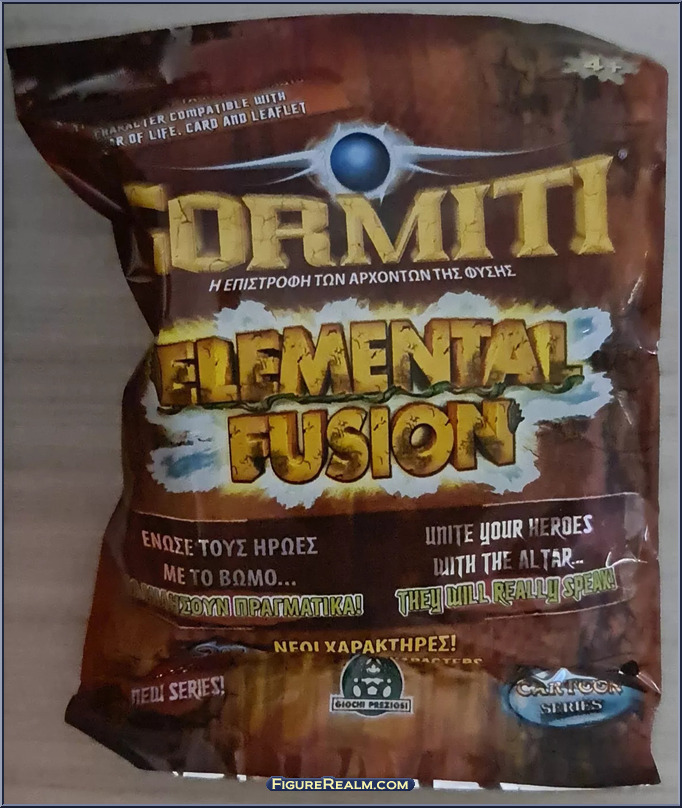 CHARACTER COMPATIBLE WITH
OF LIFE, CARD AND LEAFLET
4+
GORMITI
Η ΕΠΙΣΤΡΟΦΗ ΤΩΝ ΑΡΧΟΝΤΩΝ ΤΗΣ ΦΥΣΗΣ
ELEMENTAL
FUSION
ΕΝΩΣΕ ΤΟΥΣ ΗΡΩΕΣ
ΜΕ ΤΟ ΒΩΜΟ...
ΠΡΑΓΜΑΤΙΚΑ!
UNITE YOUR HEROES
WITH THE ALTAR...
THEY WILL REALLY SPEAK!
ΝΕΟΙ ΧΑΡΑΚΤΗΡΕΣ!
NEW SERIES!
GIOCHI PREZIOSI
CARTOON
SERIES
FIGUREREALM.COM